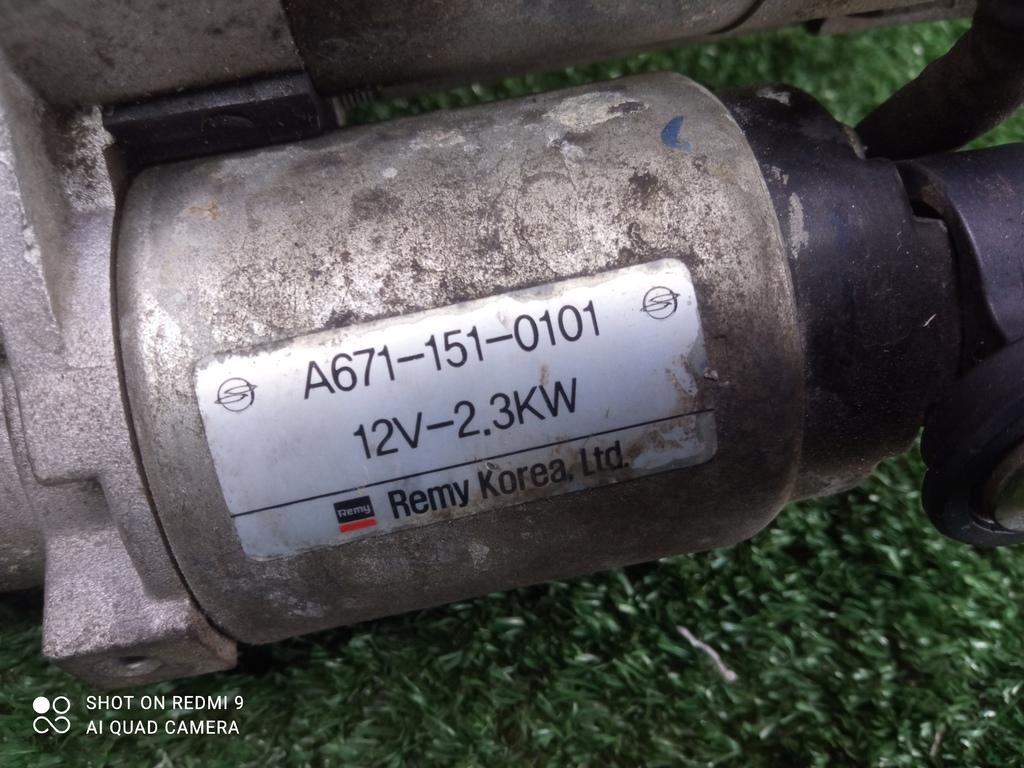 A671-151-0101
12V-2.3KW
Remy Remy Korea, Ltd.
SHOT ON REDMI 9
AI QUAD CAMERA